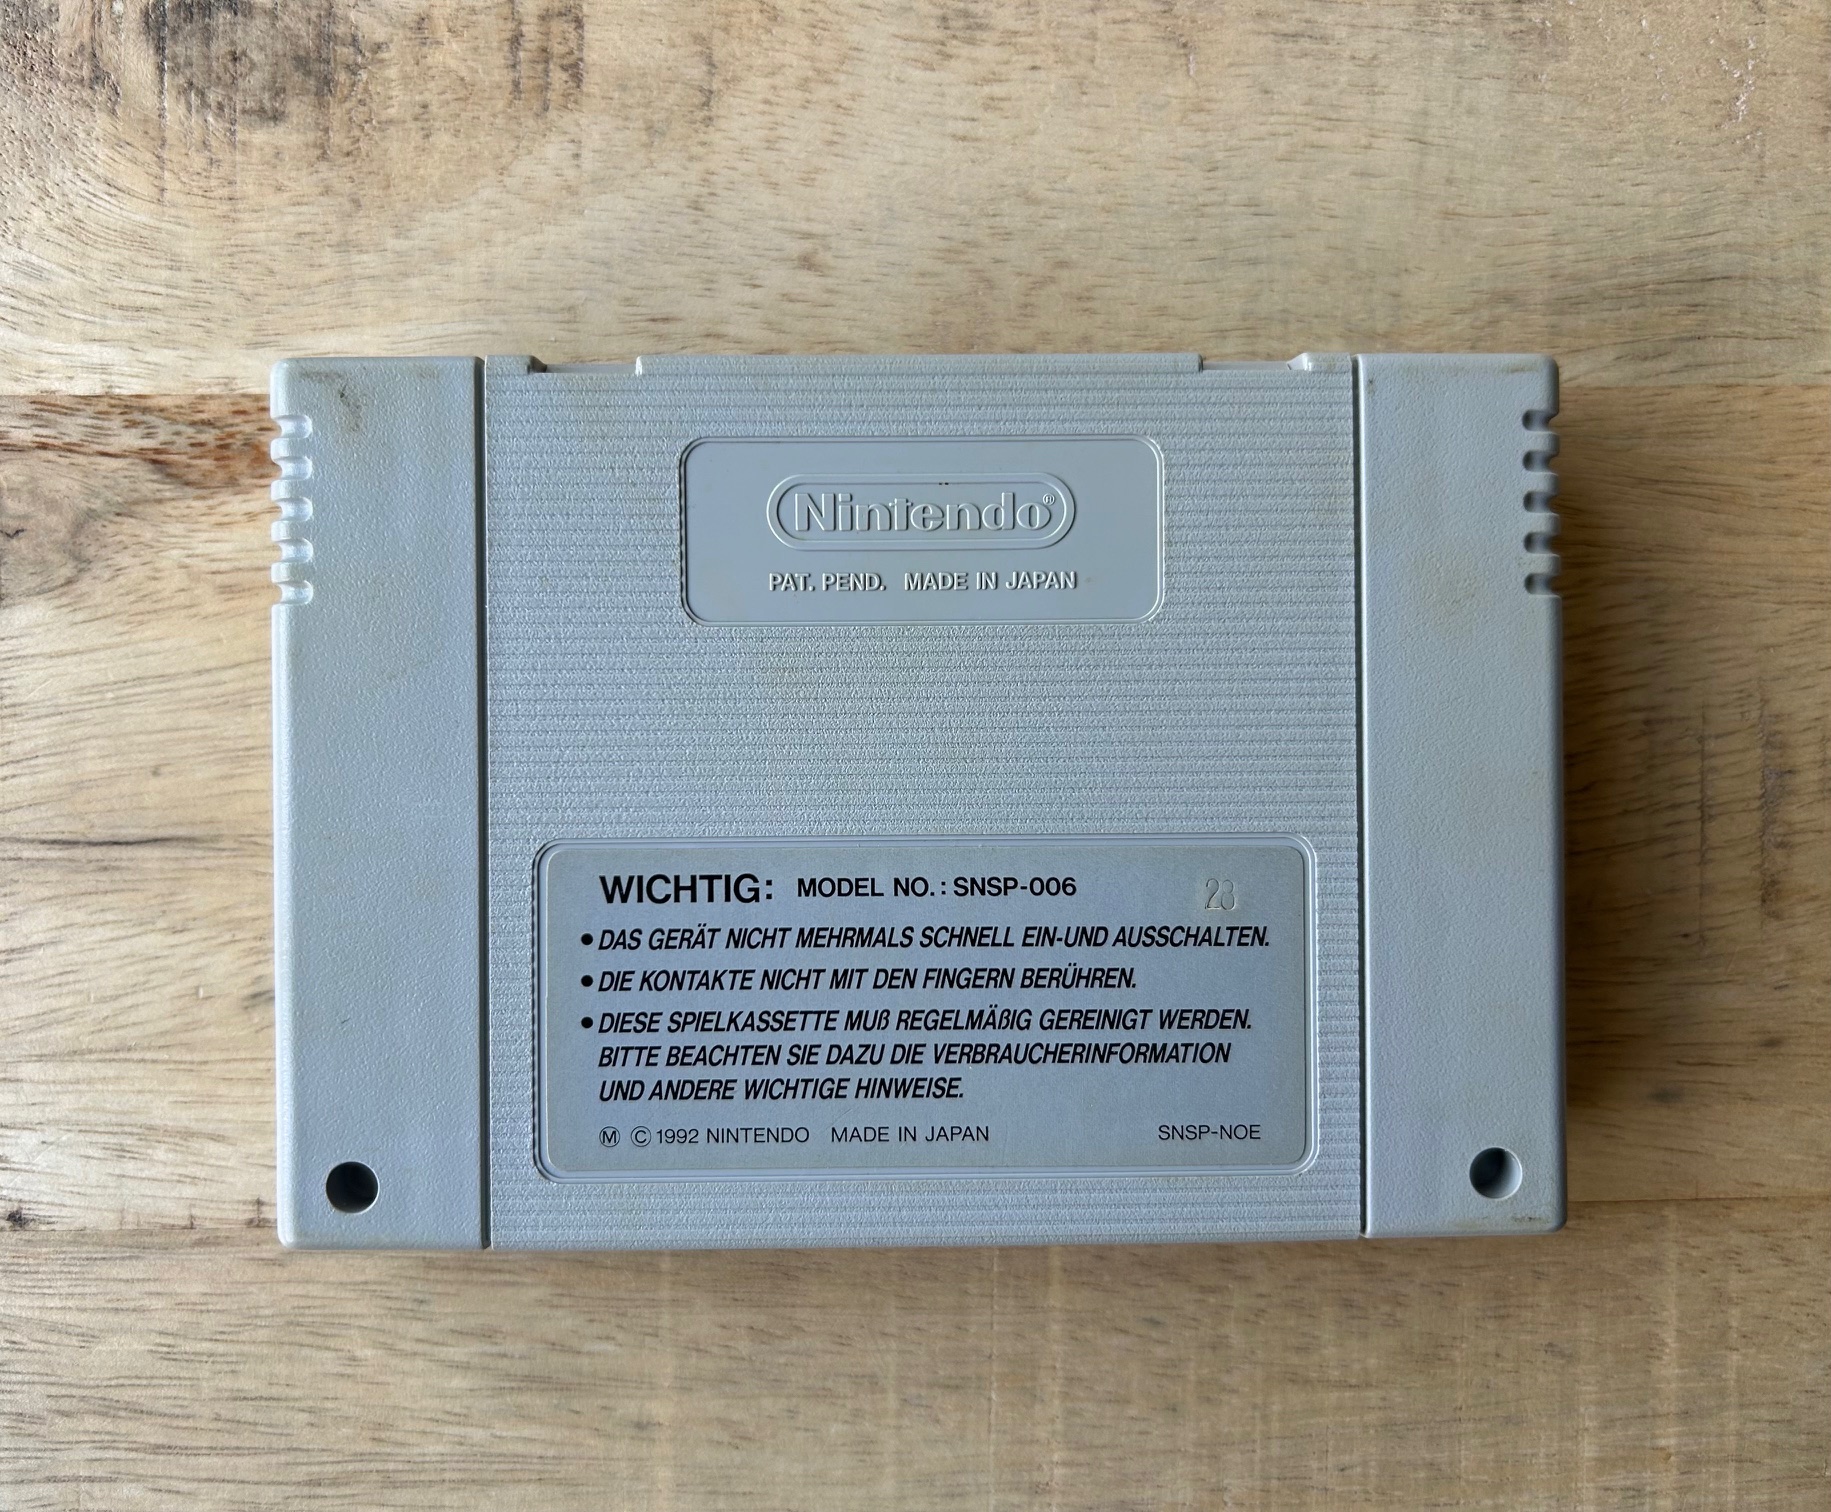 Nintendo®
PAT. PEND. MADE IN JAPAN
WICHTIG: MODEL NO.: SNSP-006 23
• DAS GERÄT NICHT MEHRMALS SCHNELL EIN-UND AUSSCHALTEN.
• DIE KONTAKTE NICHT MIT DEN FINGERN BERÜHREN.
• DIESE SPIELKASSETTE MUß REGELMÄßIG GEREINIGT WERDEN.
BITTE BEACHTEN SIE DAZU DIE VERBRAUCHERINFORMATION
UND ANDERE WICHTIGE HINWEISE.
Ⓜ © 1992 NINTENDO MADE IN JAPAN SNSP-NOE